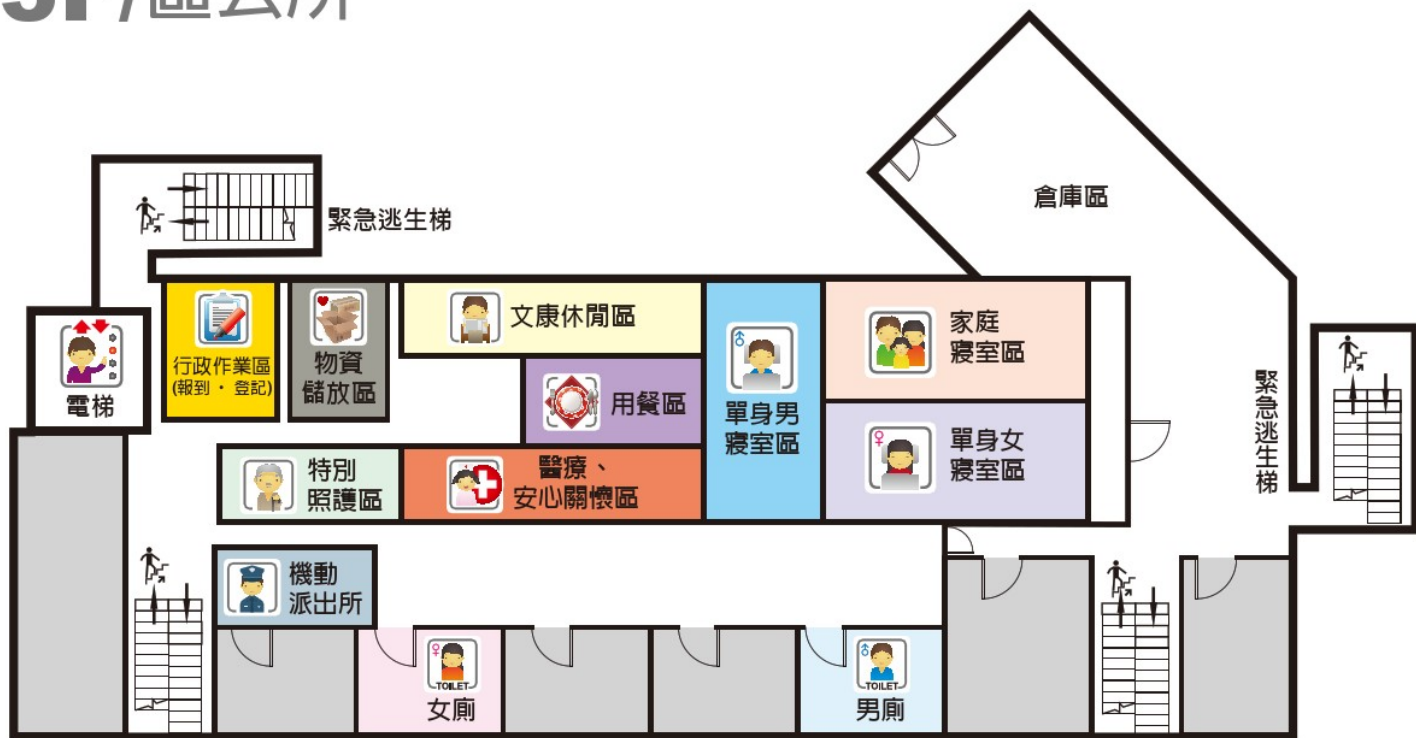 /區公所
緊急逃生梯
倉庫區
電梯
行政作業區
(報到・登記)
物資
儲放區
文康休閒區
用餐區
單身男
寢室區
家庭
寢室區
單身女
寢室區
緊急逃生梯
特別
照護區
醫療、
安心關懷區
機動
派出所
TOILET
女廁
TOILET
男廁